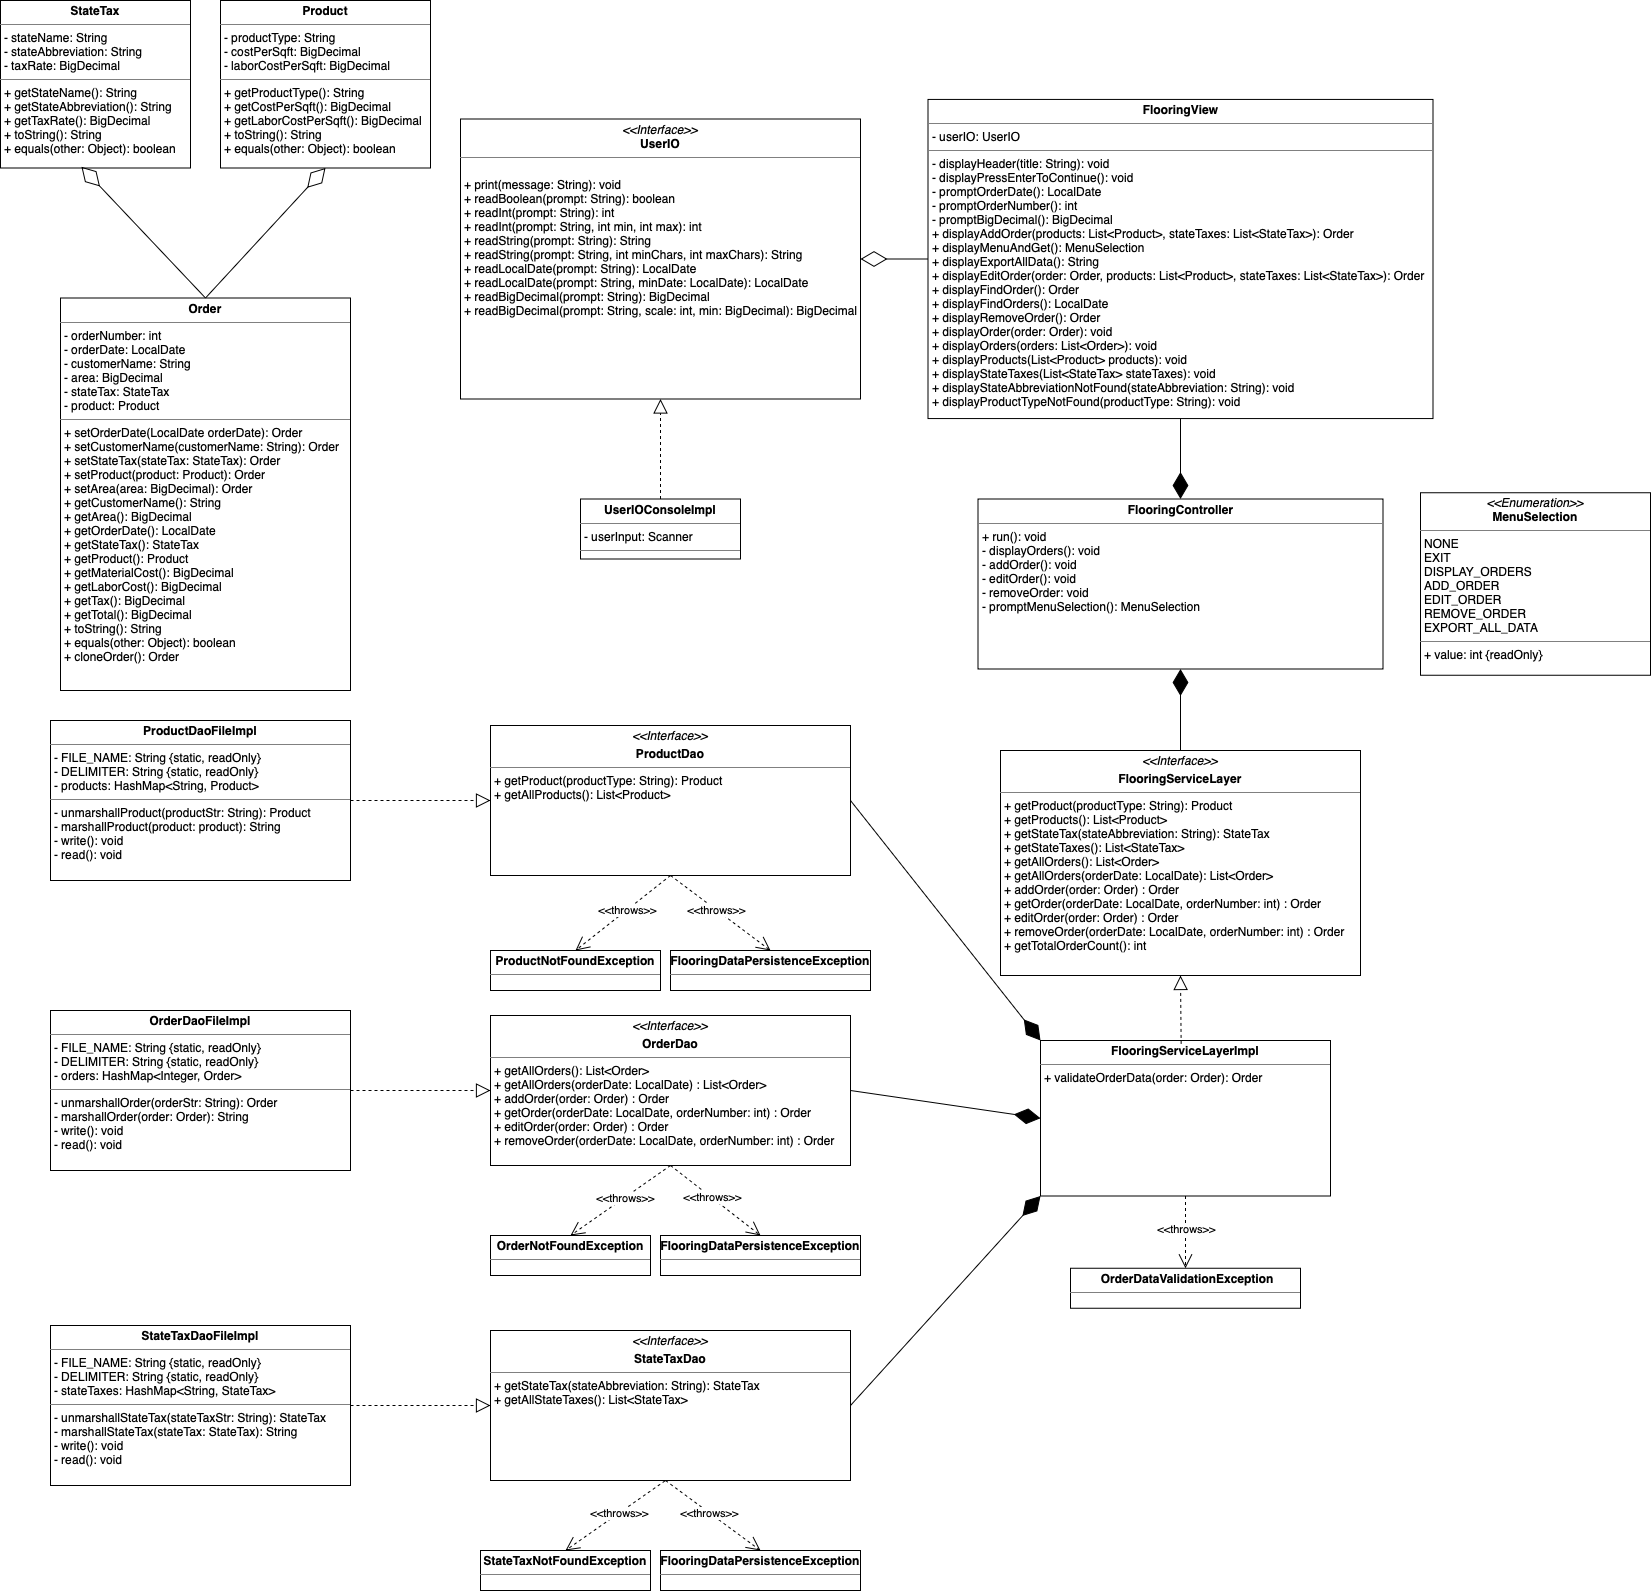 StateTax
- stateName: String
- stateAbbreviation: String
- taxRate: BigDecimal
+ getStateName(): String
+ getStateAbbreviation(): String
+ getTaxRate(): BigDecimal
+ toString(): String
+ equals(other: Object): boolean
Product
- productType: String
- costPerSqft: BigDecimal
- laborCostPerSqft: BigDecimal
+ getProductType(): String
+ getCostPerSqft(): BigDecimal
+ getLaborCostPerSqft(): BigDecimal
+ toString(): String
+ equals(other: Object): boolean
<<Interface>>
UserIO
+ print(message: String): void
+ readBoolean(prompt: String): boolean
+ readInt(prompt: String): int
+ readInt(prompt: String, int min, int max): int
+ readString(prompt: String): String
+ readString(prompt: String, int minChars, int maxChars): String
+ readLocalDate(prompt: String): LocalDate
+ readLocalDate(prompt: String, minDate: LocalDate): LocalDate
+ readBigDecimal(prompt: String): BigDecimal
+ readBigDecimal(prompt: String, scale: int, min: BigDecimal): BigDecimal
FlooringView
- userIO: UserIO
- displayHeader(title: String): void
- displayPressEnterToContinue(): void
- promptOrderDate(): LocalDate
- promptOrderNumber(): int
- promptBigDecimal(): BigDecimal
+ displayAddOrder(products: List<Product>, stateTaxes: List<StateTax>): Order
+ displayMenuAndGet(): MenuSelection
+ displayExportAllData(): String
+ displayEditOrder(order: Order, products: List<Product>, stateTaxes: List<StateTax>): Order
+ displayFindOrder(): Order
+ displayFindOrders(): LocalDate
+ displayRemoveOrder(): Order
+ displayOrder(order: Order): void
+ displayOrders(orders: List<Order>): void
+ displayProducts(List<Product> products): void
+ displayStateTaxes(List<StateTax> stateTaxes): void
+ displayStateAbbreviationNotFound(stateAbbreviation: String): void
+ displayProductTypeNotFound(productType: String): void
Order
- orderNumber: int
- orderDate: LocalDate
- customerName: String
- area: BigDecimal
- stateTax: StateTax
- product: Product
+ setOrderDate(LocalDate orderDate): Order
+ setCustomerName(customerName: String): Order
+ setStateTax(stateTax: StateTax): Order
+ setProduct(product: Product): Order
+ setArea(area: BigDecimal): Order
+ getCustomerName(): String
+ getArea(): BigDecimal
+ getOrderDate(): LocalDate
+ getStateTax(): StateTax
+ getProduct(): Product
+ getMaterialCost(): BigDecimal
+ getLaborCost(): BigDecimal
+ getTax(): BigDecimal
+ getTotal(): BigDecimal
+ toString(): String
+ equals(other: Object): boolean
+ cloneOrder(): Order
UserIOConsoleImpl
- userInput: Scanner
FlooringController
+ run(): void
- displayOrders(): void
- addOrder(): void
- editOrder(): void
- removeOrder: void
- promptMenuSelection(): MenuSelection
<<Enumeration>>
MenuSelection
NONE
EXIT
DISPLAY_ORDERS
ADD_ORDER
EDIT_ORDER
REMOVE_ORDER
EXPORT_ALL_DATA
+ value: int {readOnly}
ProductDaoFileImpl
- FILE_NAME: String {static, readOnly}
- DELIMITER: String {static, readOnly}
- products: HashMap<String, Product>
- unmarshallProduct(productStr: String): Product
- marshallProduct(product: product): String
- write(): void
- read(): void
<<Interface>>
ProductDao
+ getProduct(productType: String): Product
+ getAllProducts(): List<Product>
<<throws>>
<<throws>>
ProductNotFoundException
FlooringDataPersistenceException
<<Interface>>
FlooringServiceLayer
+ getProduct(productType: String): Product
+ getProducts(): List<Product>
+ getStateTax(stateAbbreviation: String): StateTax
+ getStateTaxes(): List<StateTax>
+ getAllOrders(): List<Order>
+ getAllOrders(orderDate: LocalDate): List<Order>
+ addOrder(order: Order) : Order
+ getOrder(orderDate: LocalDate, orderNumber: int) : Order
+ editOrder(order: Order) : Order
+ removeOrder(orderDate: LocalDate, orderNumber: int) : Order
+ getTotalOrderCount(): int
OrderDaoFileImpl
- FILE_NAME: String {static, readOnly}
- DELIMITER: String {static, readOnly}
- orders: HashMap<Integer, Order>
- unmarshallOrder(orderStr: String): Order
- marshallOrder(order: Order): String
- write(): void
- read(): void
<<Interface>>
OrderDao
+ getAllOrders(): List<Order>
+ getAllOrders(orderDate: LocalDate) : List<Order>
+ addOrder(order: Order) : Order
+ getOrder(orderDate: LocalDate, orderNumber: int) : Order
+ editOrder(order: Order) : Order
+ removeOrder(orderDate: LocalDate, orderNumber: int) : Order
<<throws>>
<<throws>>
OrderNotFoundException
FlooringDataPersistenceException
FlooringServiceLayerImpl
+ validateOrderData(order: Order): Order
<<throws>>
OrderDataValidationException
StateTaxDaoFileImpl
- FILE_NAME: String {static, readOnly}
- DELIMITER: String {static, readOnly}
- stateTaxes: HashMap<String, StateTax>
- unmarshallStateTax(stateTaxStr: String): StateTax
- marshallStateTax(stateTax: StateTax): String
- write(): void
- read(): void
<<Interface>>
StateTaxDao
+ getStateTax(stateAbbreviation: String): StateTax
+ getAllStateTaxes(): List<StateTax>
<<throws>>
<<throws>>
StateTaxNotFoundException
FlooringDataPersistenceException